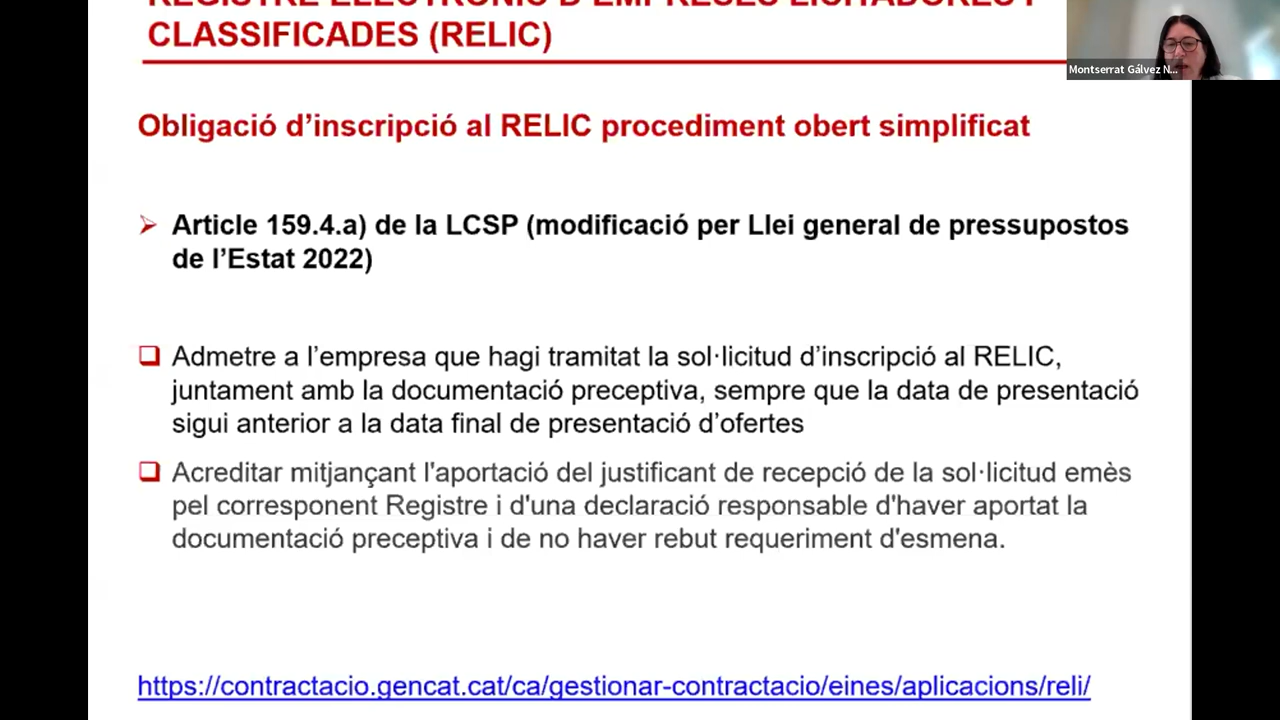 REGISTRE ELECTRÒNIC D'EMPRESES LICITADORES I
CLASSIFICADES (RELIC)
Montserrat Gálvez N...
Obligació d’inscripció al RELIC procediment obert simplificat
Article 159.4.a) de la LCSP (modificació per Llei general de pressupostos
de l’Estat 2022)
Admetre a l’empresa que hagi tramitat la sol·licitud d’inscripció al RELIC,
juntament amb la documentació preceptiva, sempre que la data de presentació
sigui anterior a la data final de presentació d’ofertes
Acreditar mitjançant l'aportació del justificant de recepció de la sol·licitud emès
pel corresponent Registre i d'una declaració responsable d'haver aportat la
documentació preceptiva i de no haver rebut requeriment d'esmena.
https://contractacio.gencat.cat/ca/gestionar-contractacio/eines/aplicacions/reli/